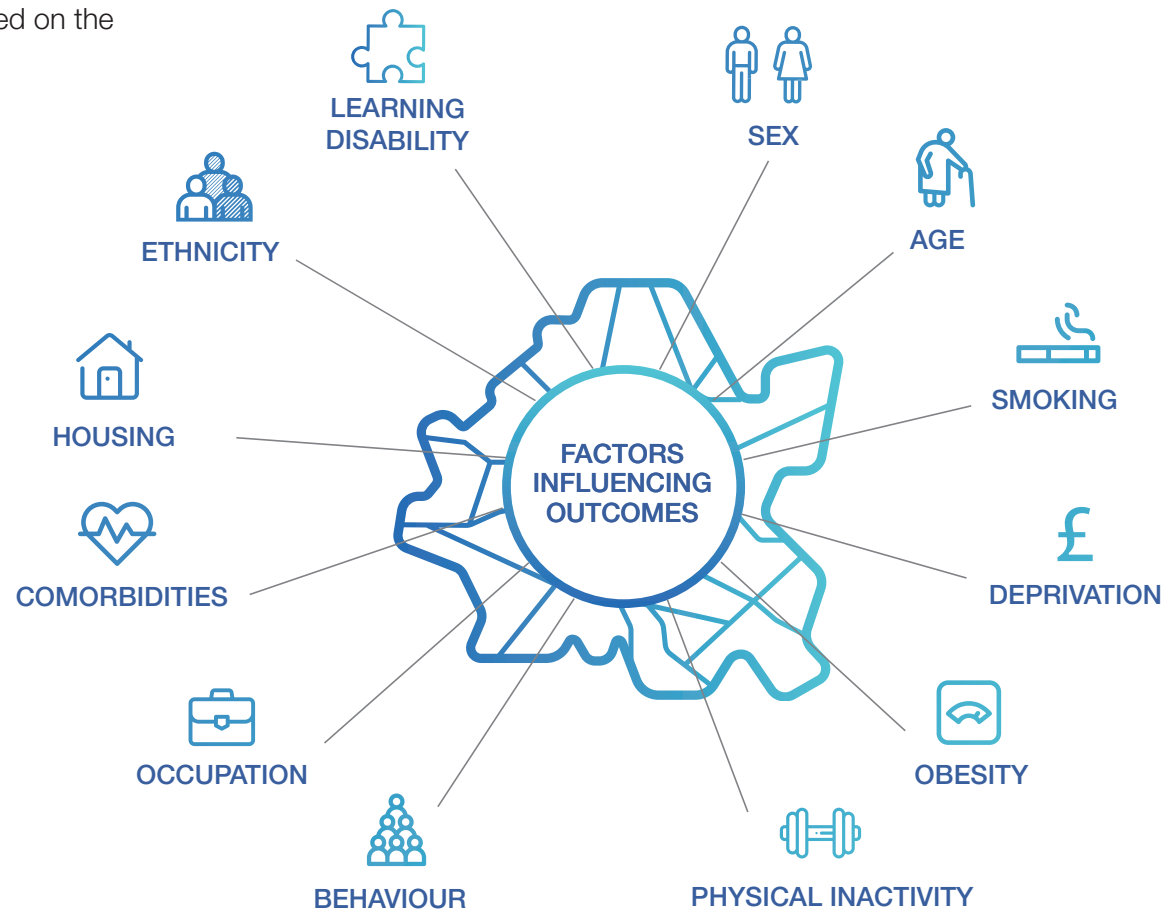 ed on the
LEARNING
DISABILITY
SEX
ETHNICITY
AGE
HOUSING
SMOKING
FACTORS
INFLUENCING
OUTCOMES
COMORBIDITIES
£
DEPRIVATION
OCCUPATION
OBESITY
BEHAVIOUR
PHYSICAL INACTIVITY